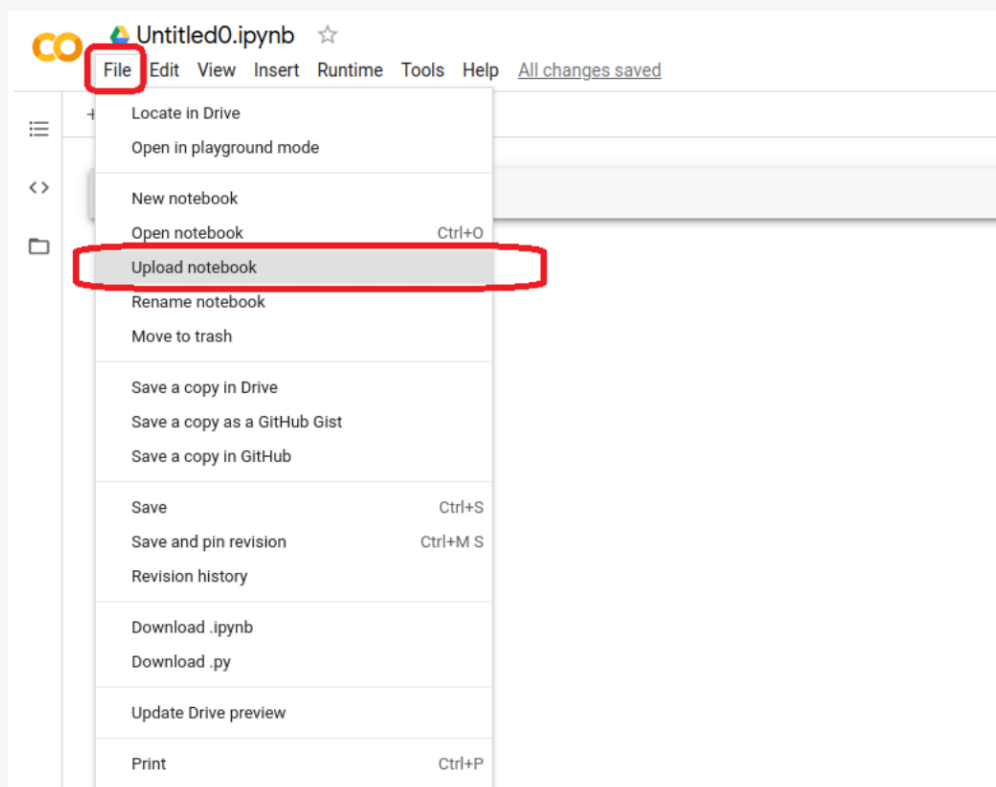 CO Untitled0.ipynb
File Edit View Insert Runtime Tools Help All changes saved
Locate in Drive
Open in playground mode
New notebook
Open notebook Ctrl+O
Upload notebook
Rename notebook
Move to trash
Save a copy in Drive
Save a copy as a GitHub Gist
Save a copy in GitHub
Save Ctrl+S
Save and pin revision Ctrl+M S
Revision history
Download .ipynb
Download .py
Update Drive preview
Print Ctrl+P